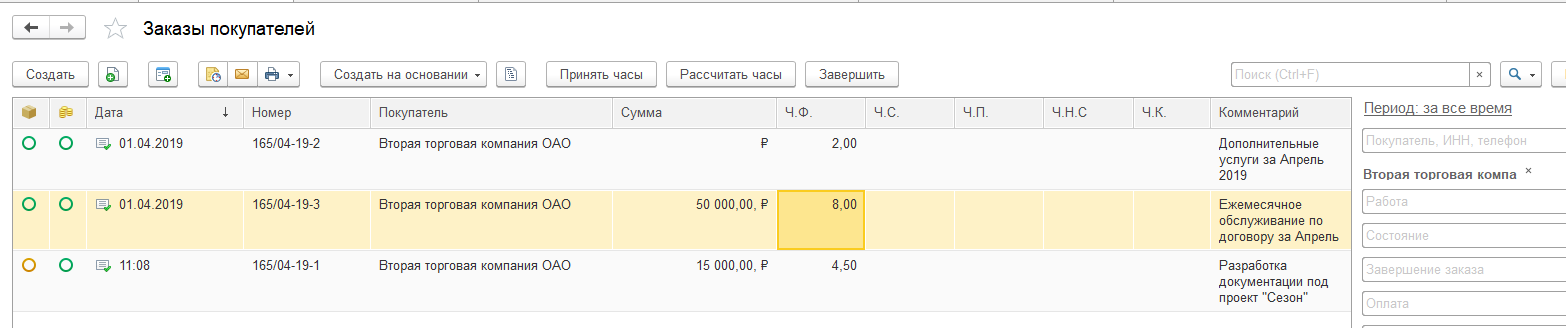 Заказы покупателей
Создать
Создать на основании
Принять часы
Рассчитать часы
Завершить
Поиск (Ctrl+F)
×
Дата ↓ Номер Покупатель Сумма Ч.Ф. Ч.С. Ч.П. Ч.Н.С Ч.К. Комментарий
01.04.2019 165/04-19-2 Вторая торговая компания ОАО ₽ 2,00 Дополнительные
услуги за Апрель
2019
01.04.2019 165/04-19-3 Вторая торговая компания ОАО 50 000,00, ₽ 8,00 Ежемесячное
обслуживание по
договору за Апрель
11:08 165/04-19-1 Вторая торговая компания ОАО 15 000,00, ₽ 4,50 Разработка
документации под
проект "Сезон"
Период: за все время
Покупатель, ИНН, телефон
Вторая торговая компа ×
Работа
Состояние
Завершение заказа
Оплата